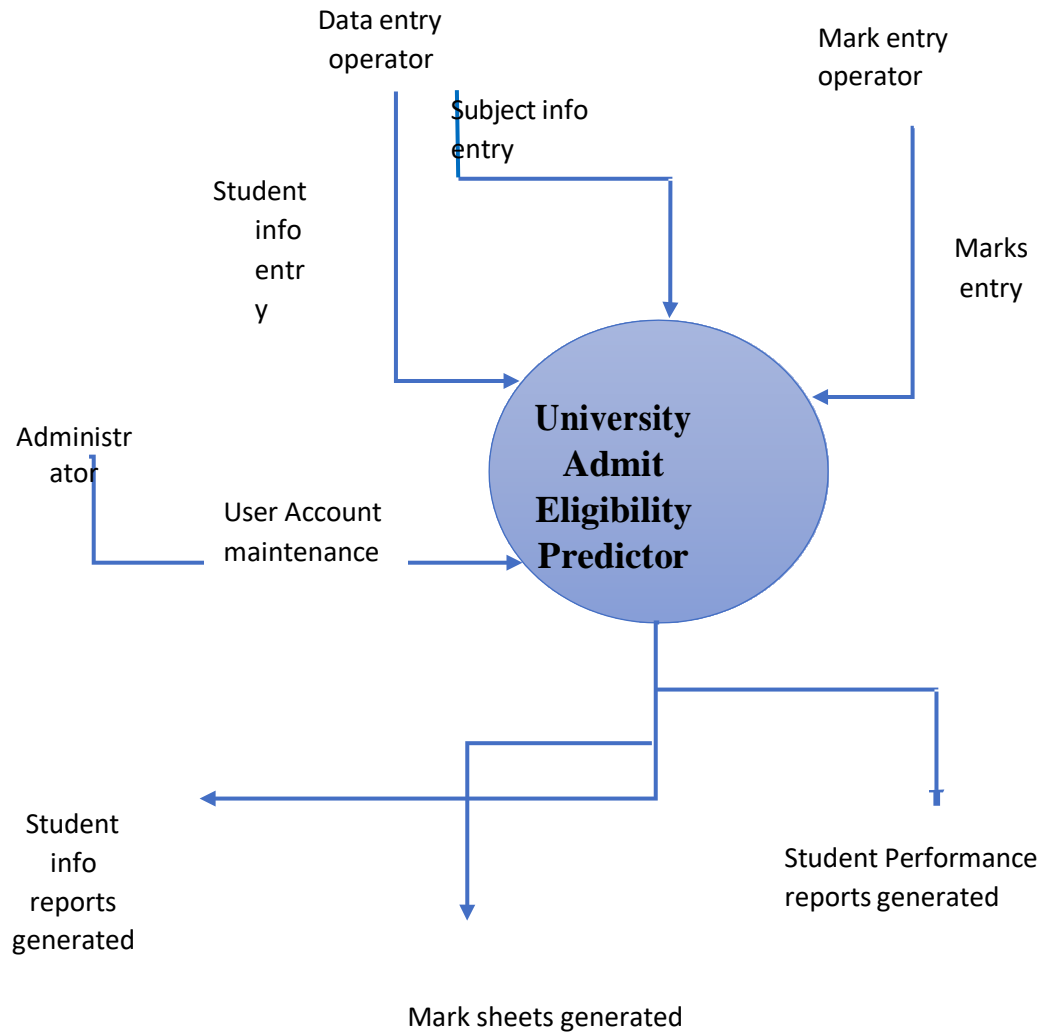 Data entry
operator
Mark entry
operator
Subject info
entry
Student
info
entr
y
Marks
entry
University
Admit
Eligibility
Predictor
Administr
ator
User Account
maintenance
Student
info
reports
generated
Student Performance
reports generated
Mark sheets generated